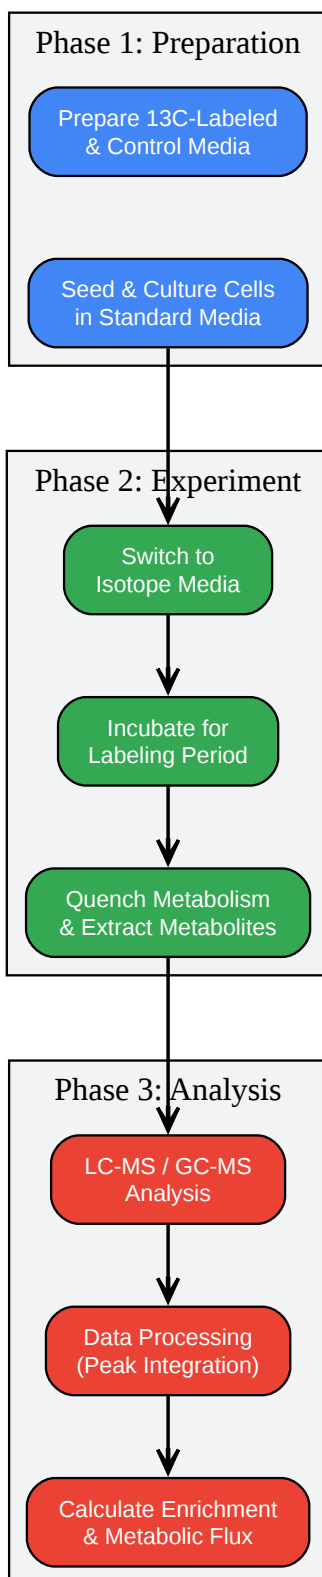 Phase 1: Preparation
Prepare 13C-Labeled
& Control Media
Seed & Culture Cells
in Standard Media
Phase 2: Experiment
Switch to
Isotope Media
Incubate for
Labeling Period
Quench Metabolism
& Extract Metabolites
Phase 3: Analysis
LC-MS / GC-MS
Analysis
Data Processing
(Peak Integration)
Calculate Enrichment
& Metabolic Flux